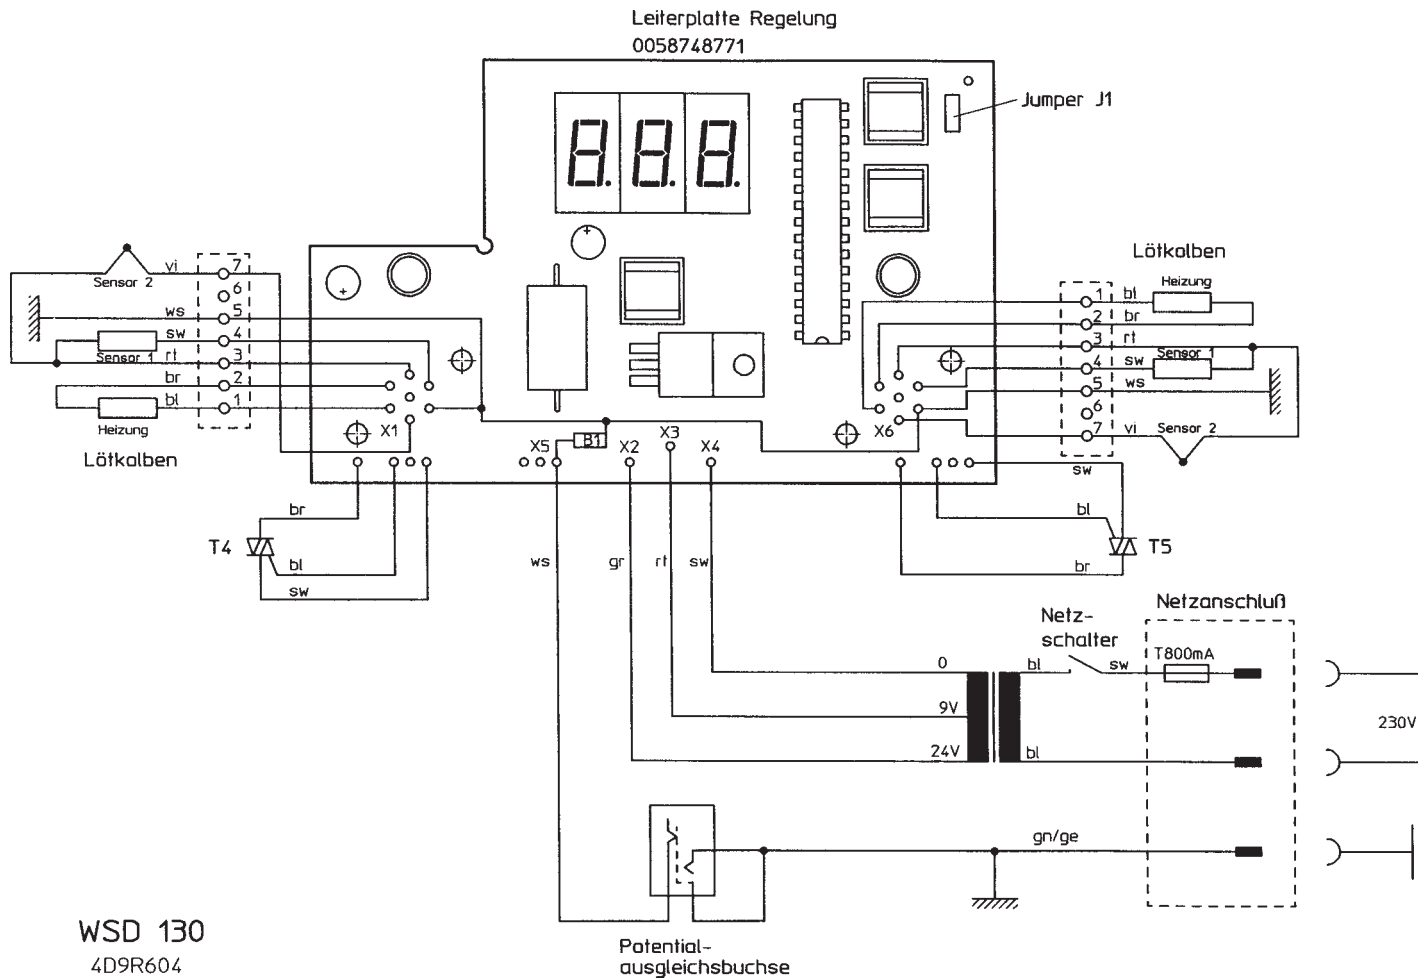 Leiterplatte Regelung
0058748771
Jumper J1
8.8.8.
Lötkolben
Heizung
bl
br
rt
sw
Sensor 1
ws
vi
Sensor 2
1
2
3
4
5
6
7
X6
vi
Sensor 2
ws
sw
Sensor 1
rt
br
bl
Heizung
Lötkolben
7
6
5
4
3
2
1
X1
+
+
X5
B1
X2
X3
X4
br
T4
bl
sw
ws
gr
rt
sw
sw
bl
T5
br
Netzanschluß
Netz-
schalter
T800mA
0
bl
sw
9V
230V
24V
bl
gn/ge
WSD 130
4D9R604
Potential-
ausgleichsbuchse